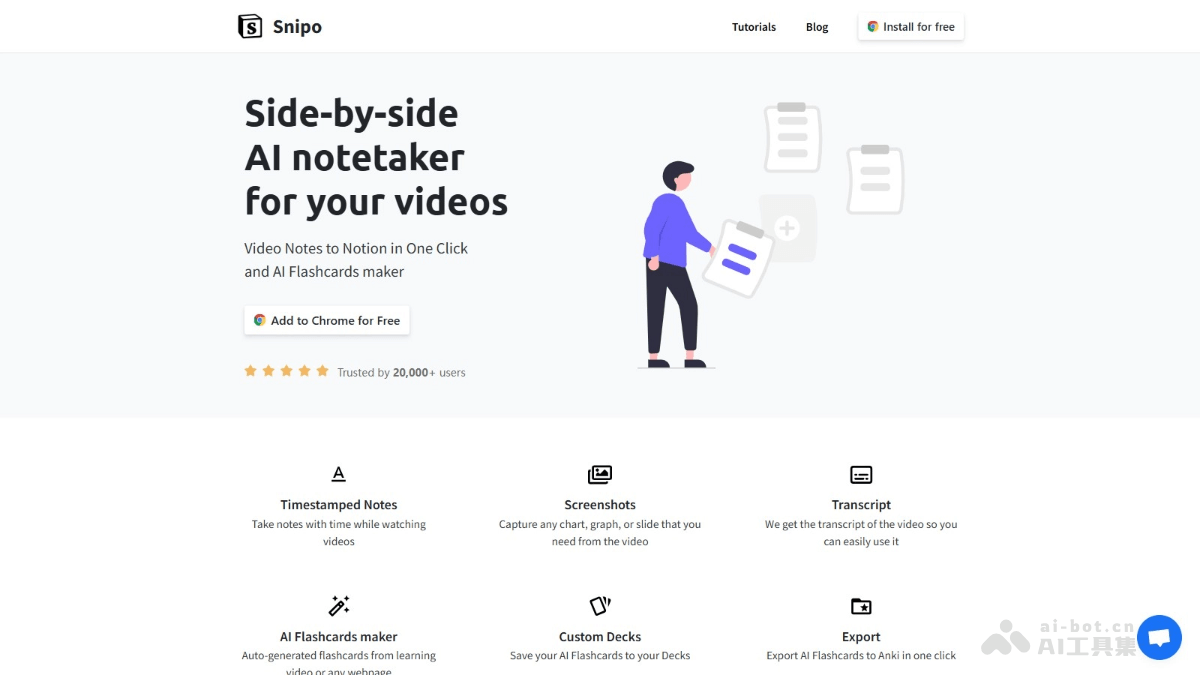 S Snipo
Tutorials
Blog
Install for free
Side-by-side
AI notetaker
for your videos
Video Notes to Notion in One Click
and AI Flashcards maker
Add to Chrome for Free
Trusted by 20,000+ users
Timestamped Notes
Take notes with time while watching
videos
Screenshots
Capture any chart, graph, or slide that you
need from the video
Transcript
We get the transcript of the video so you
can easily use it
AI Flashcards maker
Auto-generated flashcards from learning
video or any webpage
Custom Decks
Save your AI Flashcards to your Decks
Export
Export AI Flashcards to Anki in one click
ai-bot.cn
AI工具集